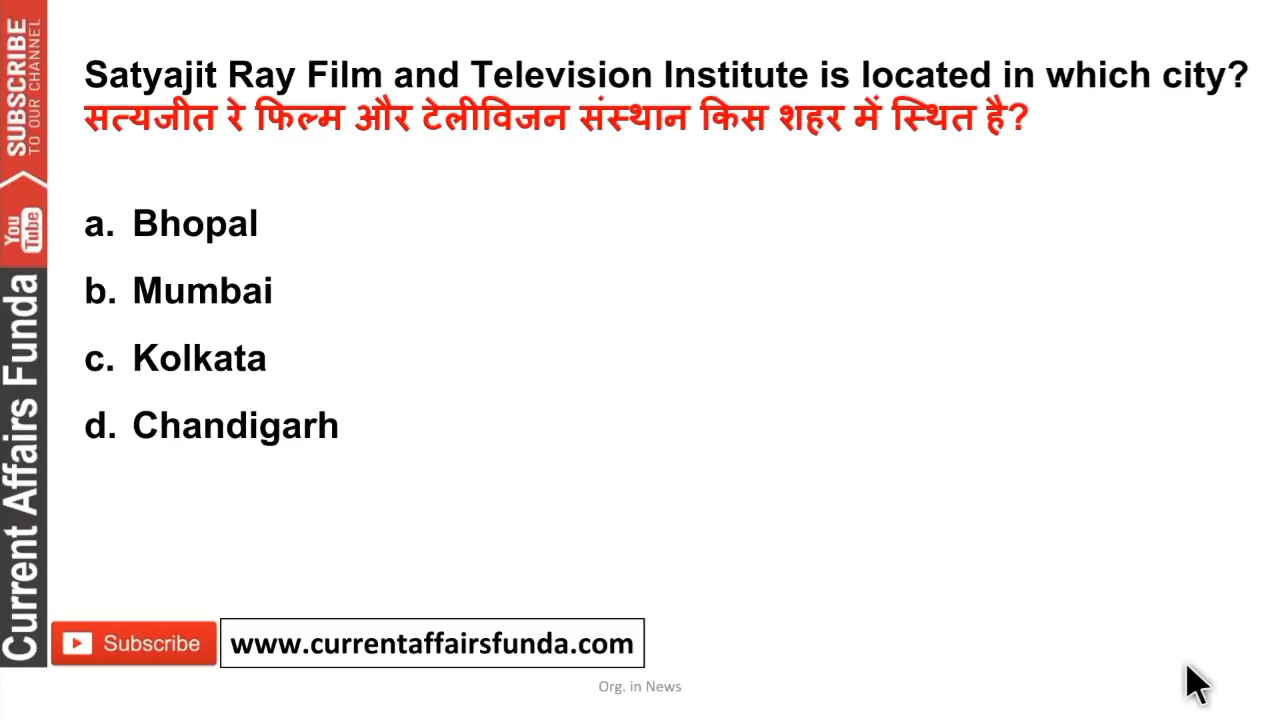 Satyajit Ray Film and Television Institute is located in which city?
सत्यजीत रे फिल्म और टेलीविजन संस्थान किस शहर में स्थित है?
a. Bhopal
b. Mumbai
c. Kolkata
d. Chandigarh
SUBSCRIBE
TO OUR CHANNEL
You
Tube
Current Affairs Funda
Subscribe
www.currentaffairsfunda.com
Org. in News